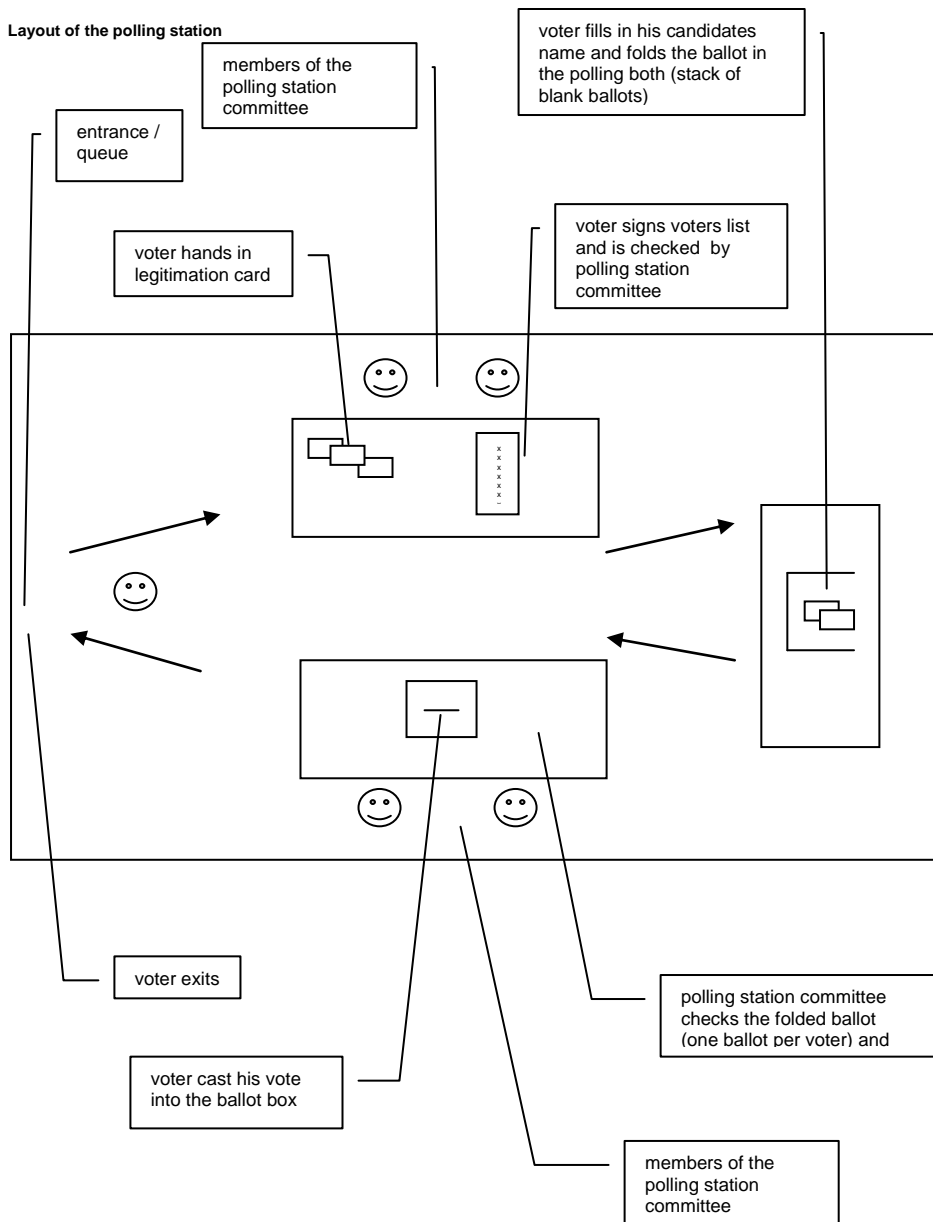 Layout of the polling station
voter fills in his candidates
name and folds the ballot in
the polling both (stack of
blank ballots)
members of the
polling station
committee
entrance /
queue
voter signs voters list
and is checked by
polling station
committee
voter hands in
legitimation card
x
x
x
x
x
x
voter exits
polling station committee
checks the folded ballot
(one ballot per voter) and
voter cast his vote
into the ballot box
members of the
polling station
committee